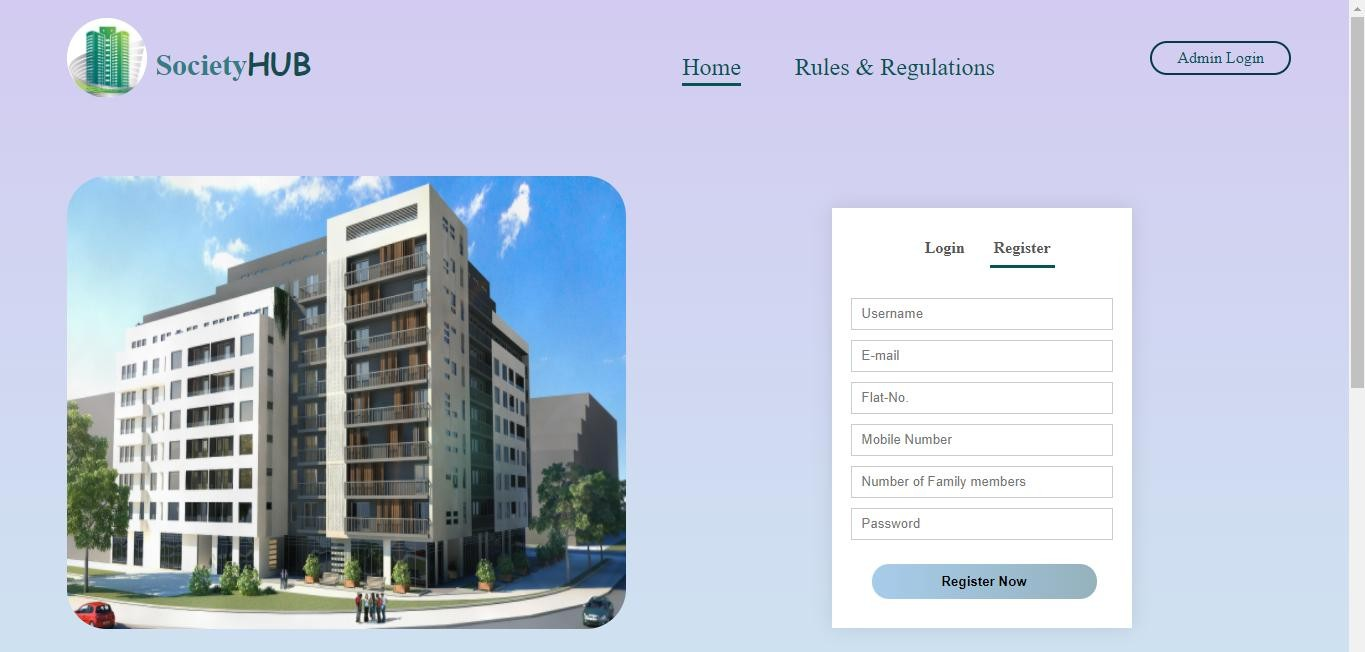 SocietyHUB
Home
Rules & Regulations
Admin Login
Login
Register
Username
E-mail
Flat-No.
Mobile Number
Number of Family members
Password
Register Now